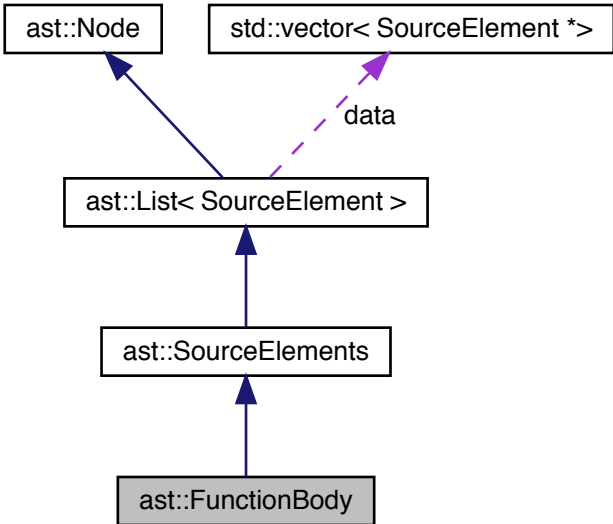 ast::Node
std::vector< SourceElement *>
data
ast::List< SourceElement >
ast::SourceElements
ast::FunctionBody